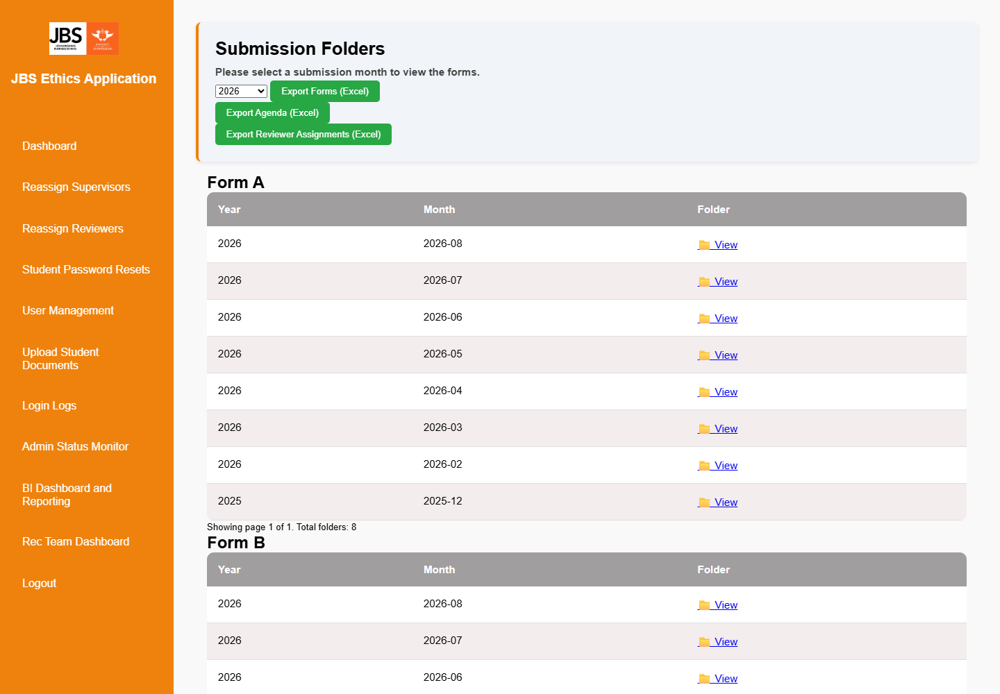 JBS
JOHANNESBURG
BUSINESS SCHOOL
JBS Ethics Application
Dashboard
Reassign Supervisors
Reassign Reviewers
Student Password Resets
User Management
Upload Student
Documents
Login Logs
Admin Status Monitor
BI Dashboard and
Reporting
Rec Team Dashboard
Logout
Submission Folders
Please select a submission month to view the forms.
2026 Export Forms (Excel)
Export Agenda (Excel)
Export Reviewer Assignments (Excel)
Form A
Year Month Folder
2026 2026-08 View
2026 2026-07 View
2026 2026-06 View
2026 2026-05 View
2026 2026-04 View
2026 2026-03 View
2026 2026-02 View
2025 2025-12 View
Showing page 1 of 1. Total folders: 8
Form B
Year Month Folder
2026 2026-08 View
2026 2026-07 View
2026 2026-06 View